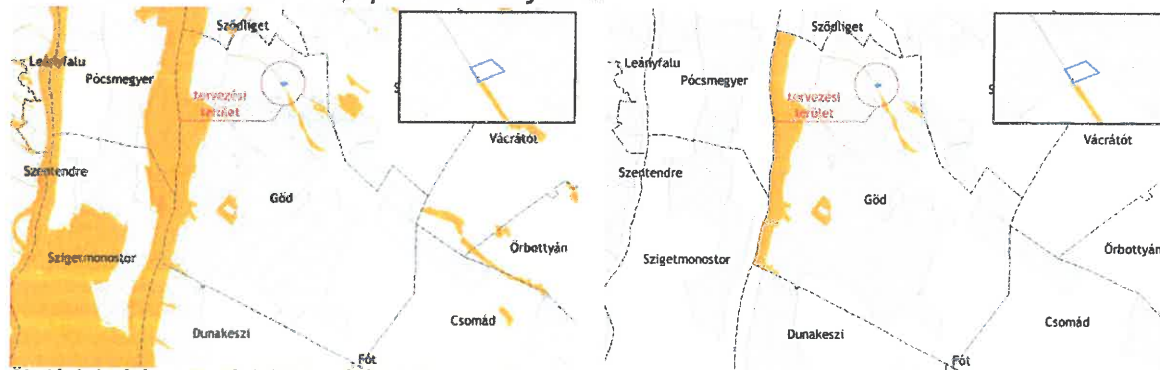 Sződliget
Leányfalu
Pócsmegyer
tervezési
terület
Vácrátót
Szentendre
Göd
Őrbottyán
Szigetmonostor
Csomád
Dunakeszi
Fót
Sződliget
Leányfalu
Pócsmegyer
tervezési
terület
Vácrátót
Szentendre
Göd
Őrbottyán
Szigetmonostor
Csomád
Dunakeszi
Fót